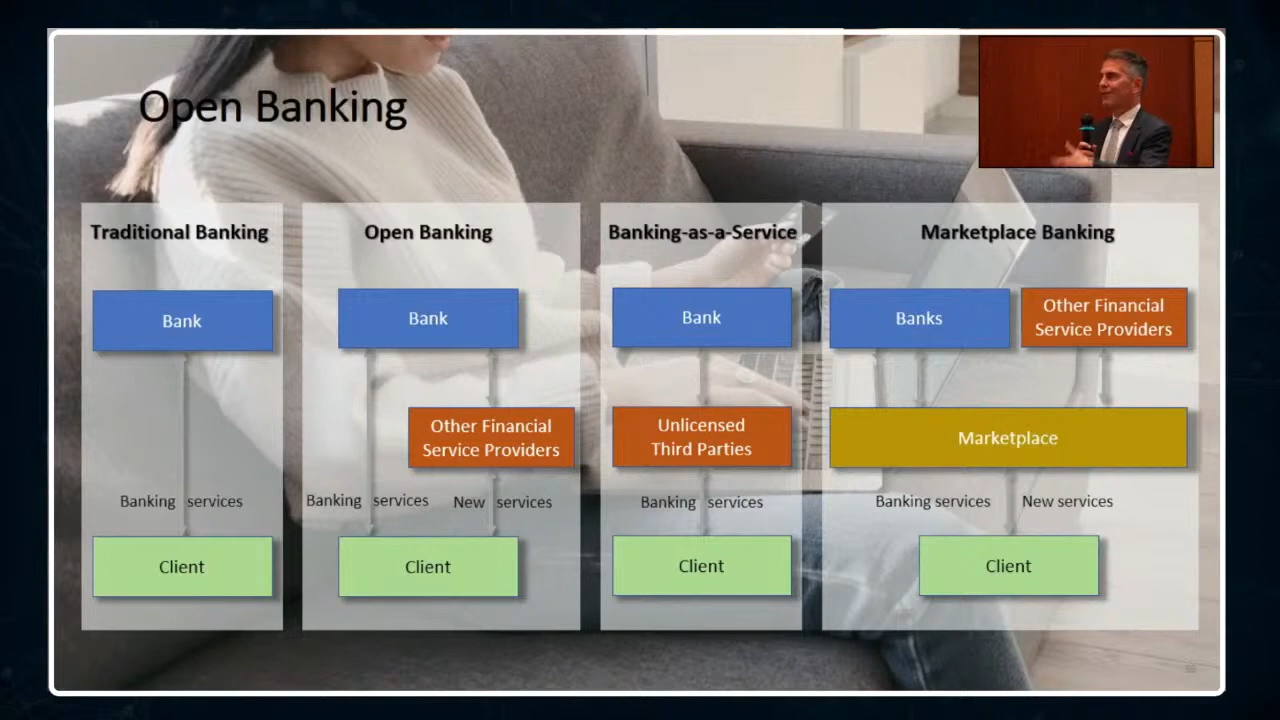 Open Banking
Traditional Banking
Bank
Banking services
Client
Open Banking
Bank
Other Financial
Service Providers
Banking services
New services
Client
Banking-as-a-Service
Bank
Unlicensed
Third Parties
Banking services
Client
Marketplace Banking
Banks
Other Financial
Service Providers
Marketplace
Banking services
New services
Client